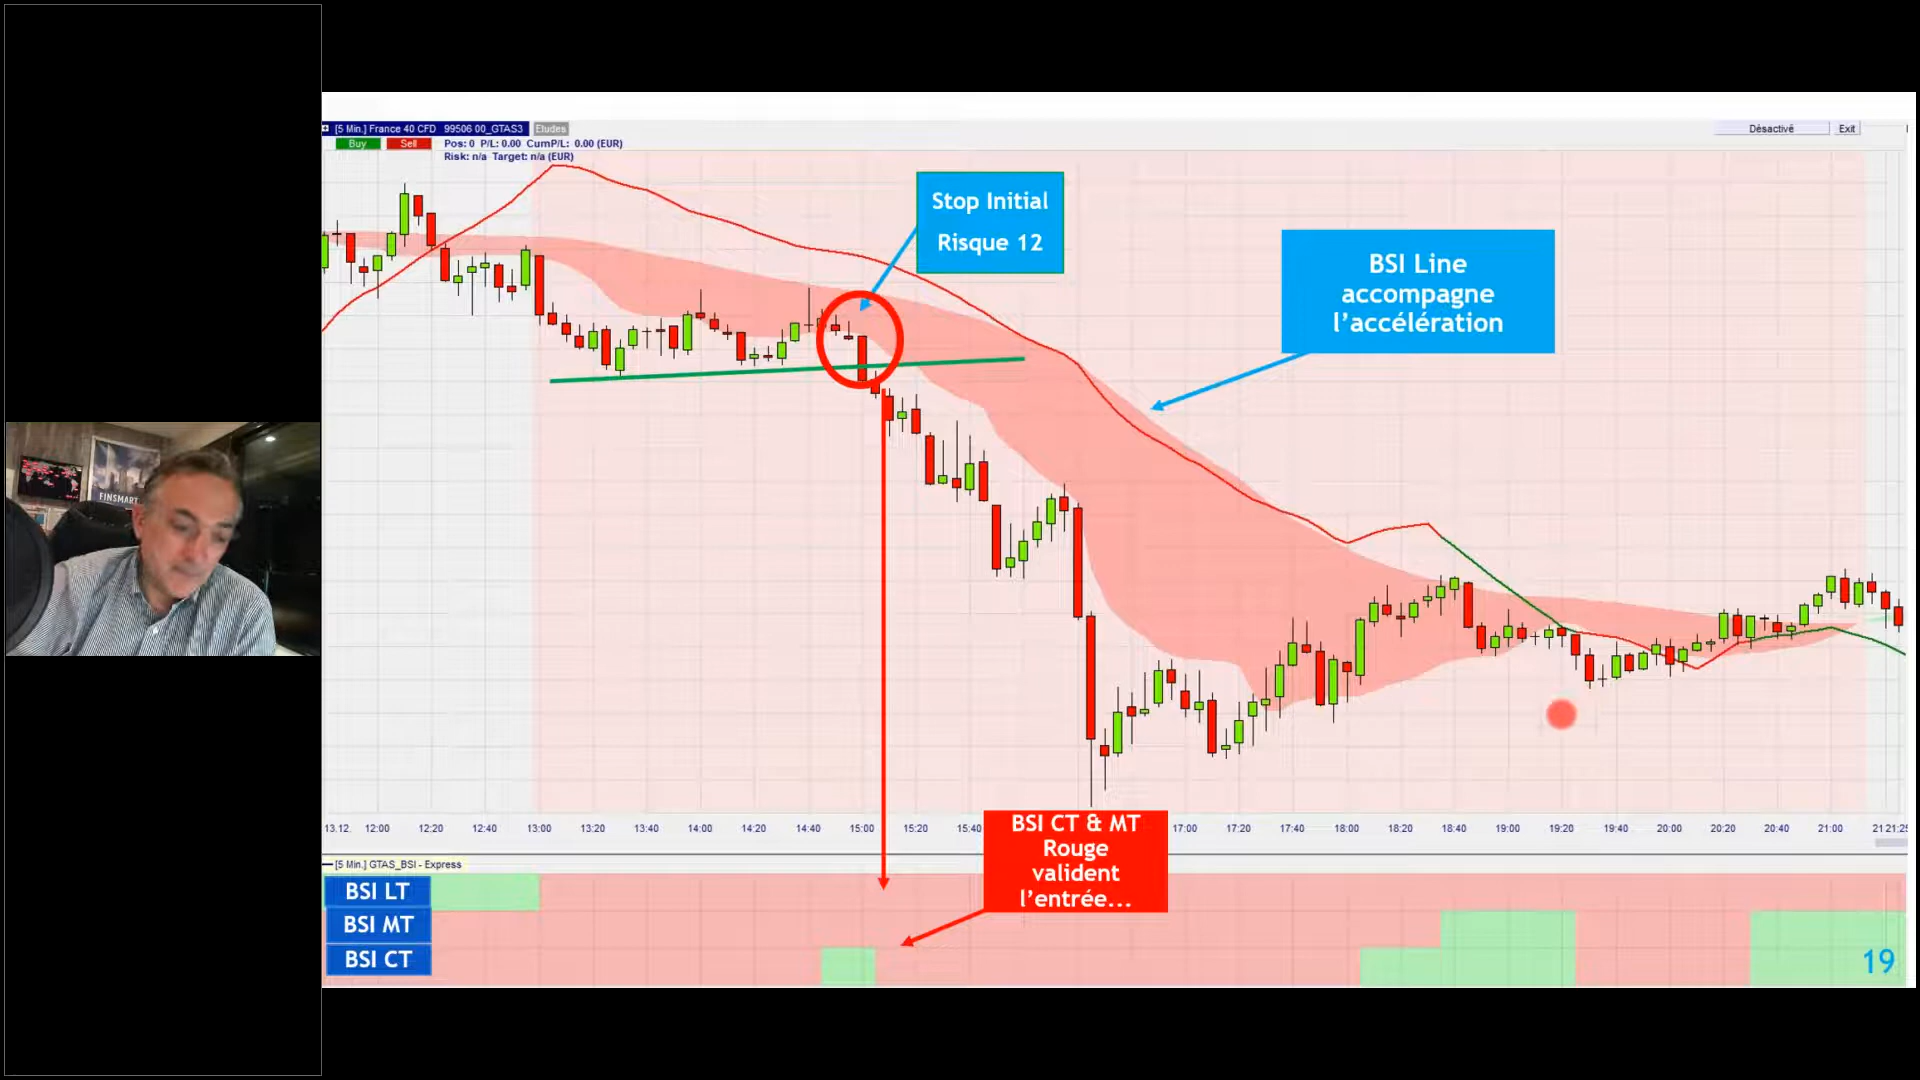 [5 Min.] France 40 CFD 99506 00_GTAS3 Etudes
Désactivé Exit
Buy Sell Pos: 0 P/L: 0.00 CumP/L: 0.00 (EUR)
Risk: n/a Target: n/a (EUR)
Stop Initial
Risque 12
BSI Line
accompagne
l’accélération
FINSMART
BSI CT & MT
Rouge
valident
l’entrée...
13.12. 12:00 12:20 12:40 13:00 13:20 13:40 14:00 14:20 14:40 15:00 15:20 15:40 17:00 17:20 17:40 18:00 18:20 18:40 19:00 19:20 19:40 20:00 20:20 20:40 21:00 21 21:25
[5 Min.] GTAS_BSI - Express
BSI LT
BSI MT
BSI CT
19